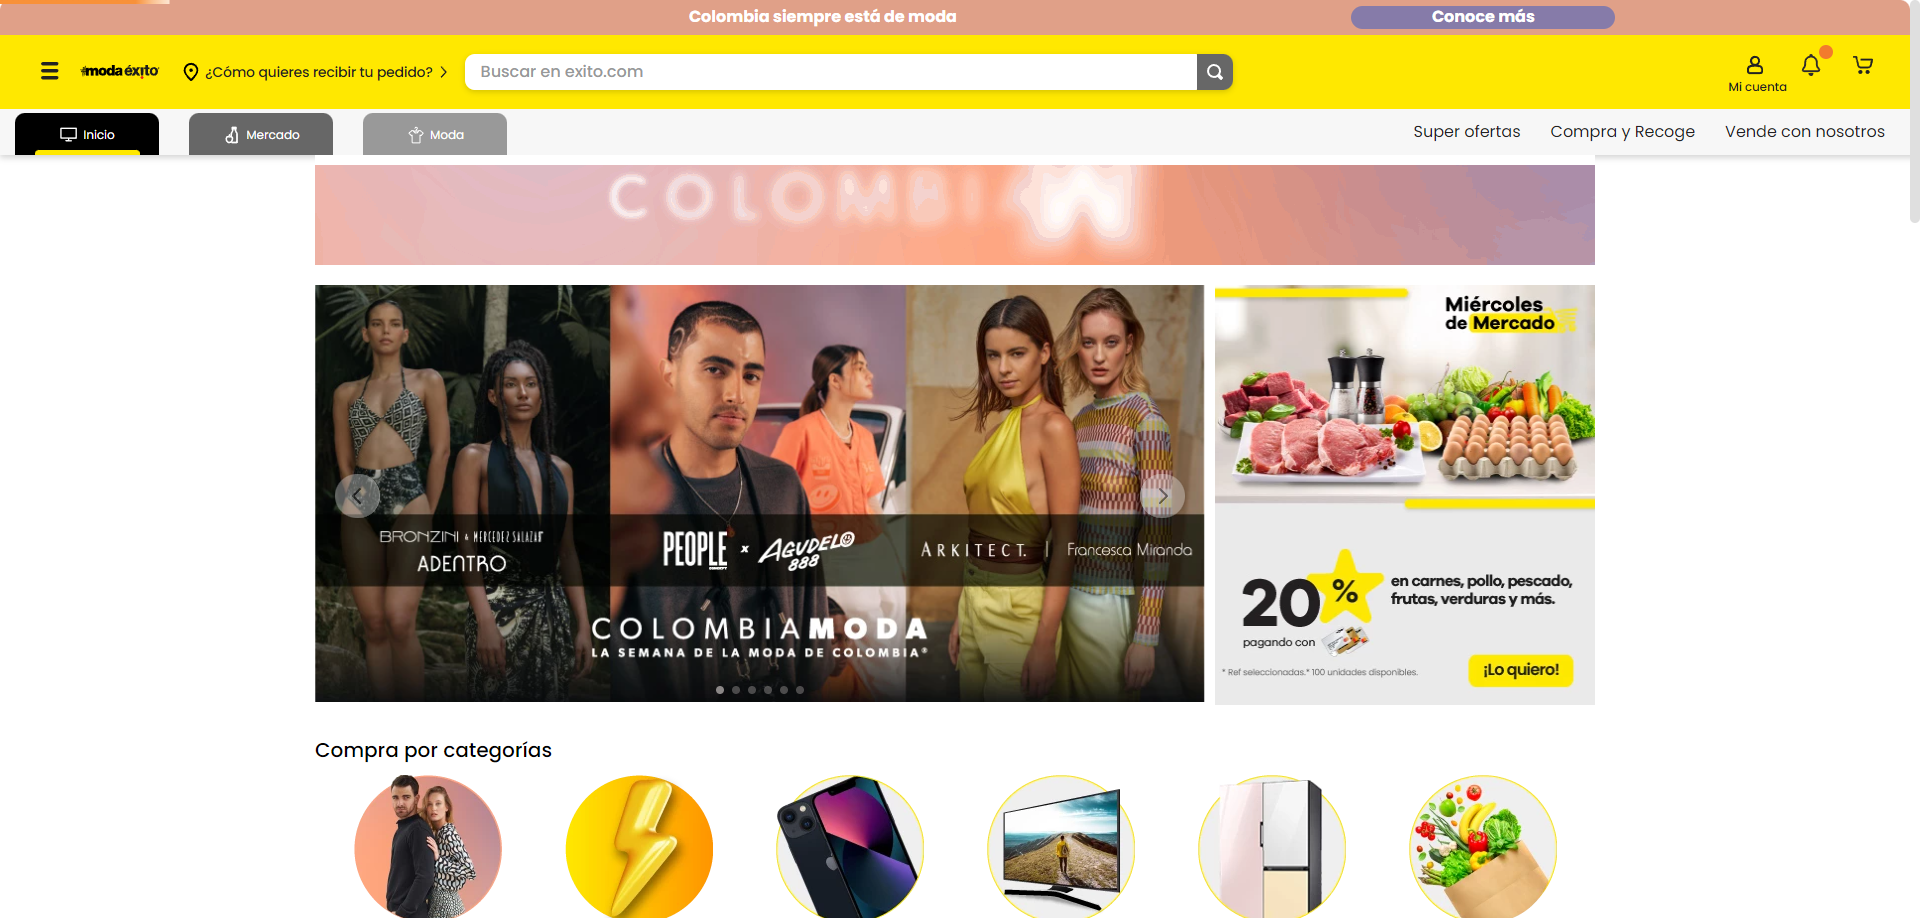 Colombia siempre está de moda
Conoce más
#moda éxito
¿Cómo quieres recibir tu pedido?
Buscar en exito.com
Mi cuenta
Inicio
Mercado
Moda
Super ofertas
Compra y Recoge
Vende con nosotros
COLOMBIA
Miércoles
de Mercado
BRONZINI & MERCEDEZ SALAZAR
ADENTRO
PEOPLE x AGUDELO
888
ARKITECT. | Francesca Miranda
COLOMBIAMODA
LA SEMANA DE LA MODA DE COLOMBIA®
20%
en carnes, pollo, pescado,
frutas, verduras y más.
pagando con
* Ref seleccionadas.* 100 unidades disponibles.
¡Lo quiero!
Compra por categorías